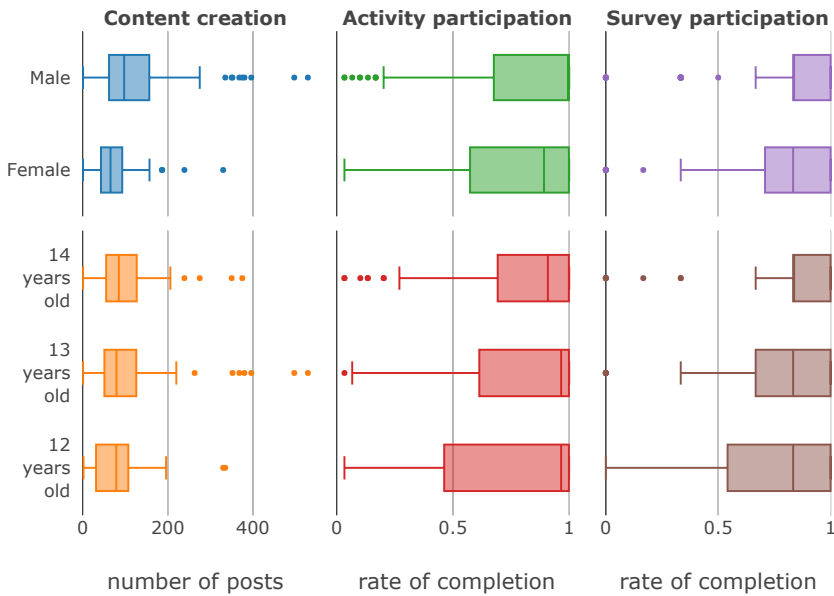 Content creation
Activity participation
Survey participation
Male
Female
14
years
old
13
years
old
12
years
old
0 200 400
0 0.5 1
0 0.5 1
number of posts
rate of completion
rate of completion